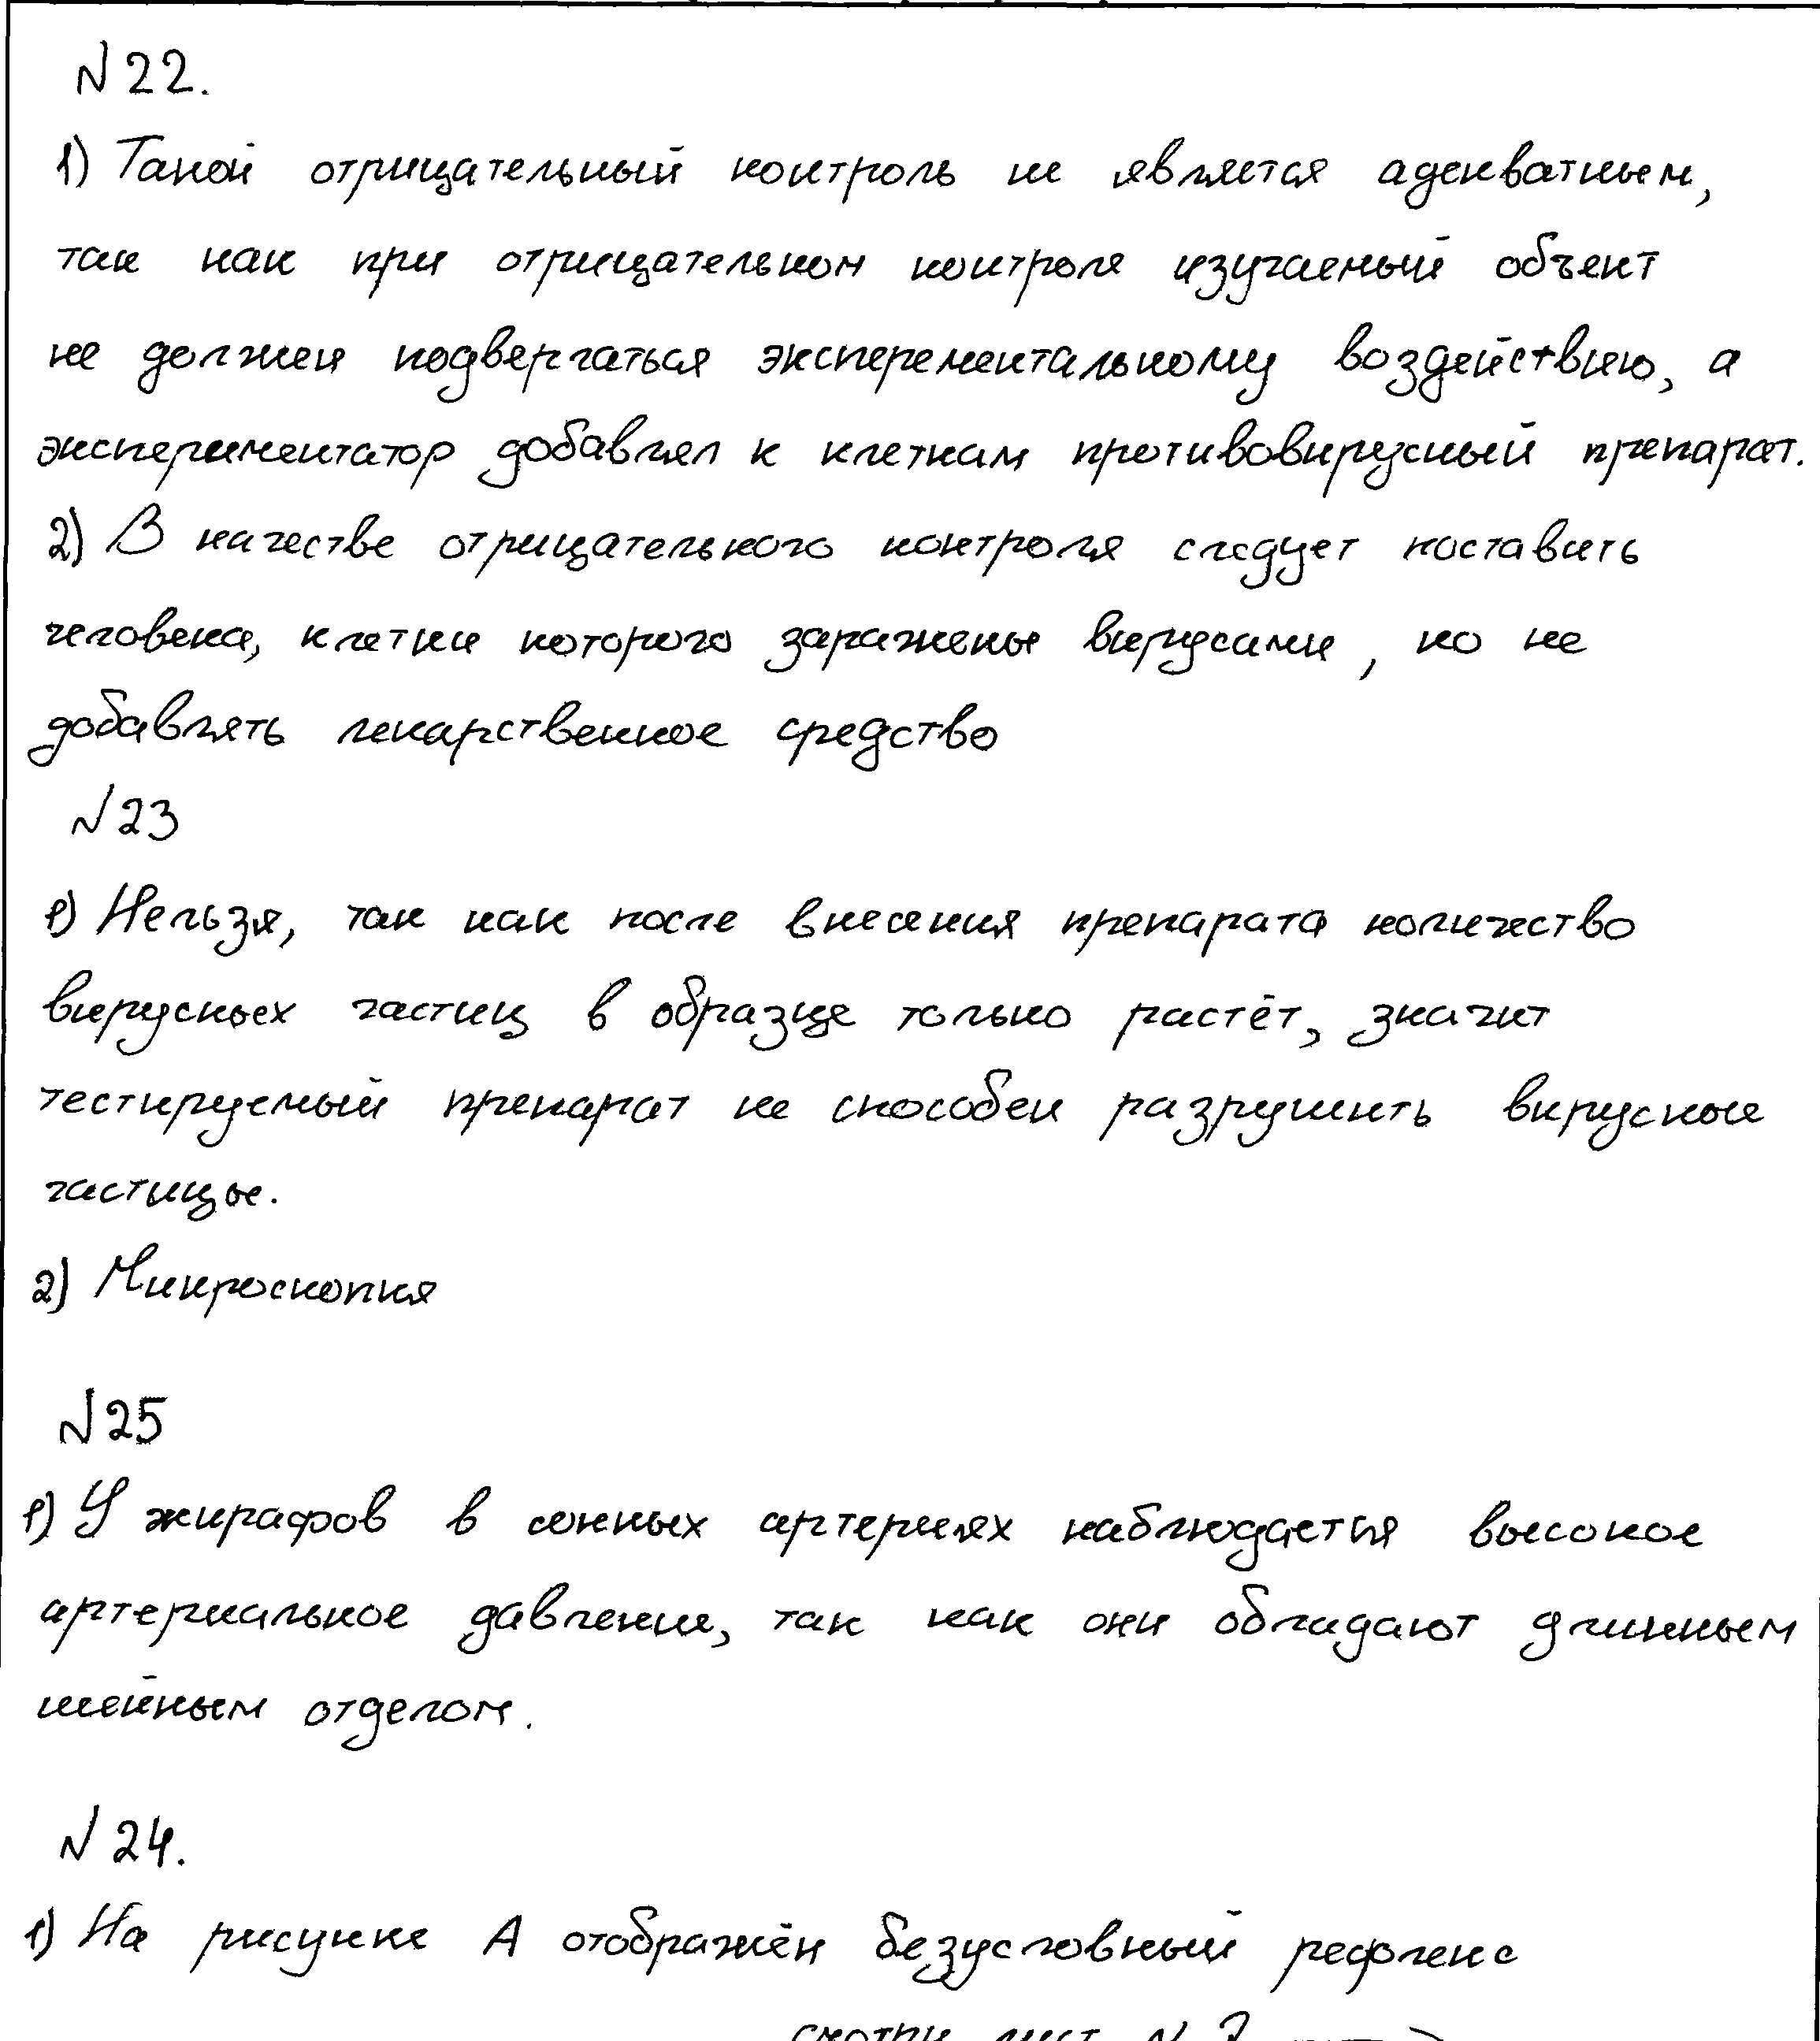 N 22.
1) Такой отрицательный контроль не является адекватным,
так как при отрицательном контроле изучаемый объект
не должен подвергаться эксперементальному воздействию, а
экспериментатор добавлял к клеткам противовирусный препарат.
2) В качестве отрицательного контроля следует поставить
человека, клетки которого заражены вирусами, но не
добавлять лекарственное средство
N 23
1) Нельзя, так как после внесения препарата количество
вирусных частиц в образце только растёт, значит
тестируемый препарат не способен разрушить вирусные
частицы.
2) Микроскопия
N 25
1) У жирафов в сонных артериях наблюдается высокое
артериальное давление, так как они обладают длинным
шейным отделом.
N 24.
1) На рисунке А отображён безусловный рефлекс
смотри лист N